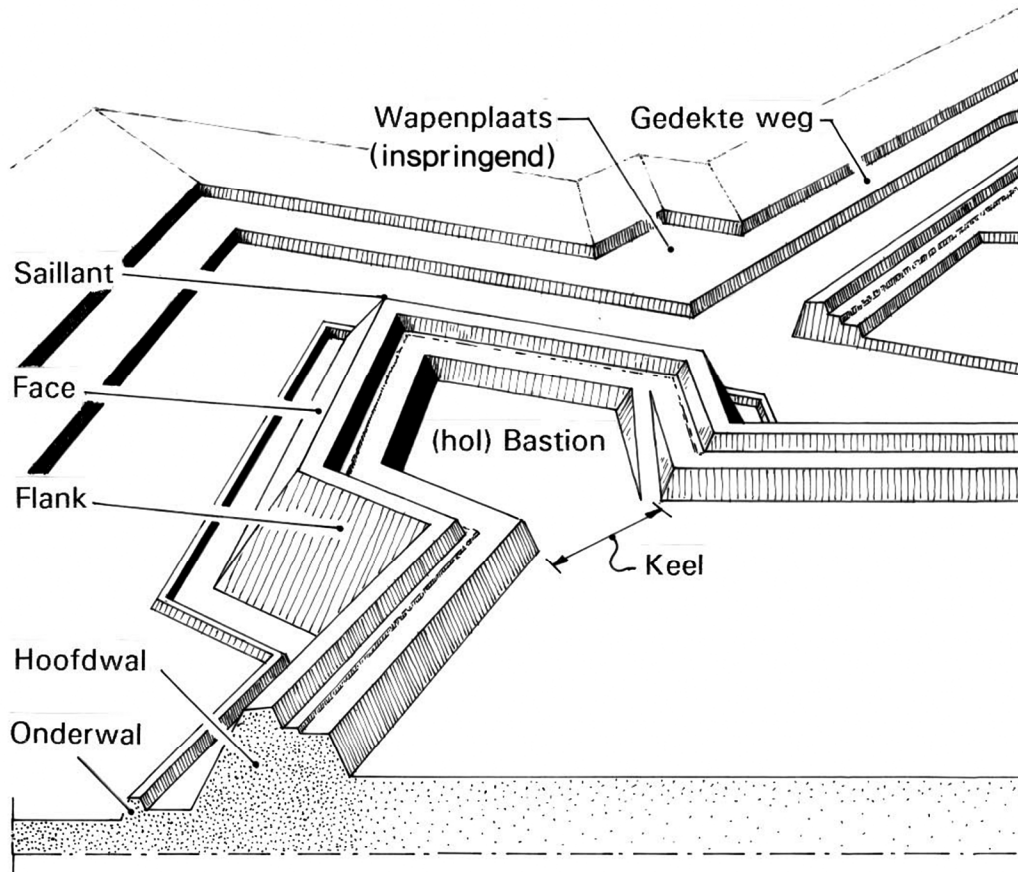 Wapenplaats
(inspringend)
Gedekte weg
Saillant
Face
(hol) Bastion
Flank
Keel
Hoofdwal
Onderwal